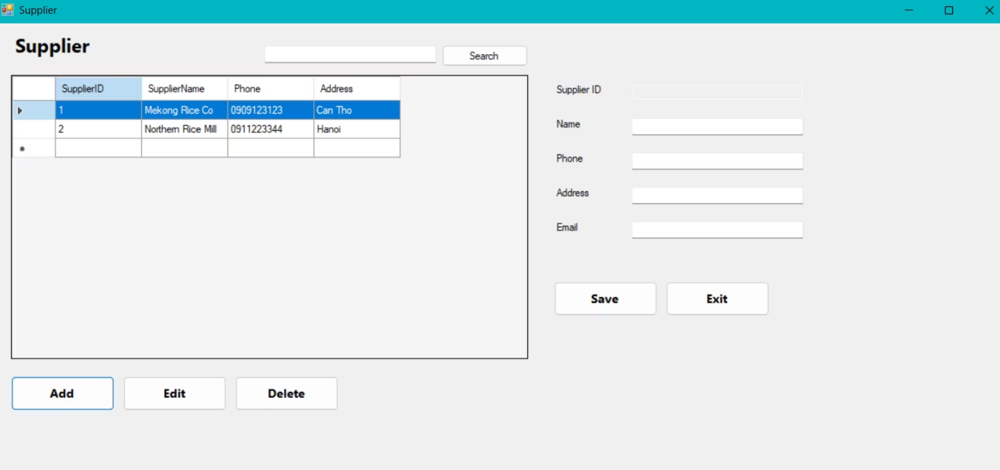 Supplier
Supplier
Search
SupplierID SupplierName Phone Address
1 Mekong Rice Co 0909123123 Can Tho
2 Northern Rice Mill 0911223344 Hanoi
Supplier ID
Name
Phone
Address
Email
Save Exit
Add Edit Delete